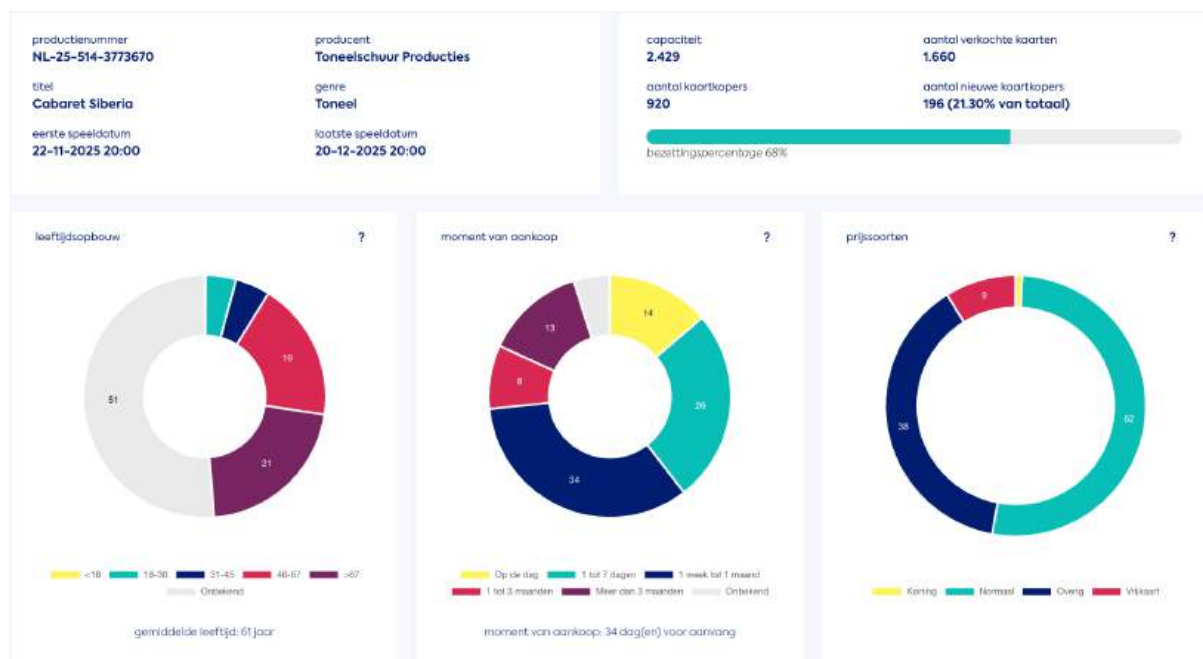 productienummer
NL-25-514-3773670
producent
Toneelschuur Producties
titel
Cabaret Siberia
genre
Toneel
eerste speeldatum
22-11-2025 20:00
laatste speeldatum
20-12-2025 20:00
capaciteit
2.429
aantal verkochte kaarten
1.660
aantal kaartkopers
920
aantal nieuwe kaartkopers
196 (21.30% van totaal)
bezettingspercentage 68%
leeftijdsopbouw ?
51
19
21
<18 18-30 31-45 46-67 >67
Onbekend
gemiddelde leeftijd: 61 jaar
moment van aankoop ?
13
14
8
26
34
Op de dag 1 tot 7 dagen 1 week tot 1 maand
1 tot 3 maanden Meer dan 3 maanden Onbekend
moment van aankoop: 34 dag(en) voor aanvang
prijssoorten ?
9
38
52
Korting Normaal Overig Vrijkaart